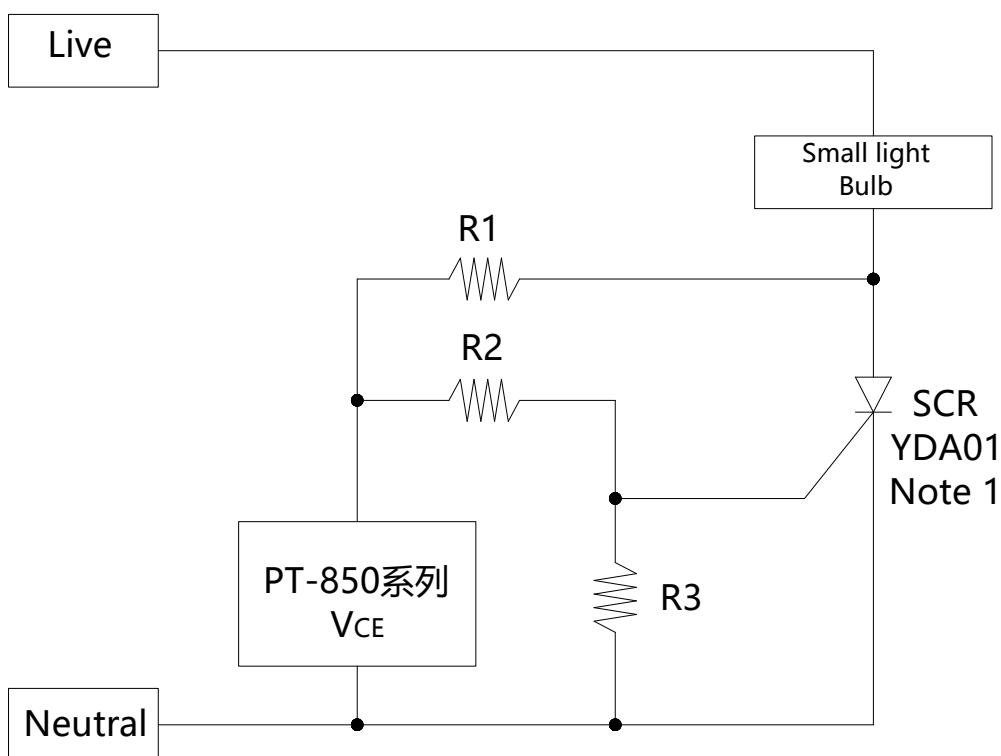 Live
Small light
Bulb
R1
R2
SCR
YDA01
Note 1
PT-850系列
VCE
R3
Neutral